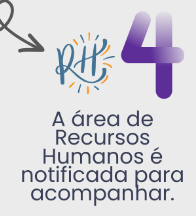 RH 4
A área de
Recursos
Humanos é
notificada para
acompanhar.